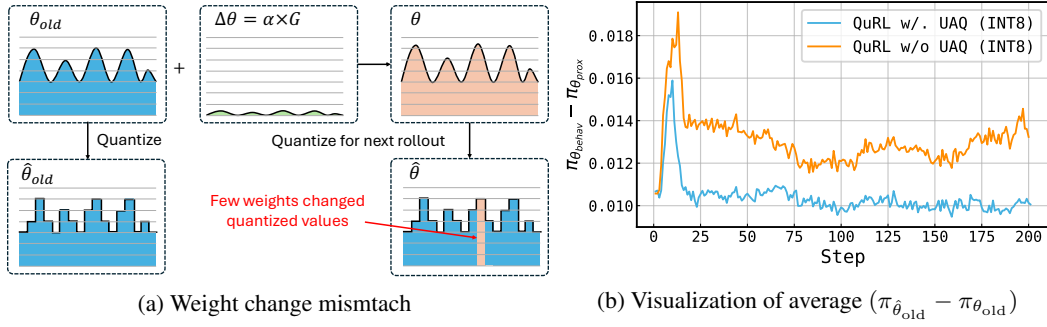 θ_old
+
Δθ = α×G
θ
Quantize
Quantize for next rollout
θ̂_old
Few weights changed
quantized values
θ̂
(a) Weight change mismtach
QuRL w/. UAQ (INT8)
QuRL w/o UAQ (INT8)
π_θ_behav − π_θ_prox
0.018
0.016
0.014
0.012
0.010
0 25 50 75 100 125 150 175 200
Step
(b) Visualization of average (π_θ̂_old − π_θ_old)